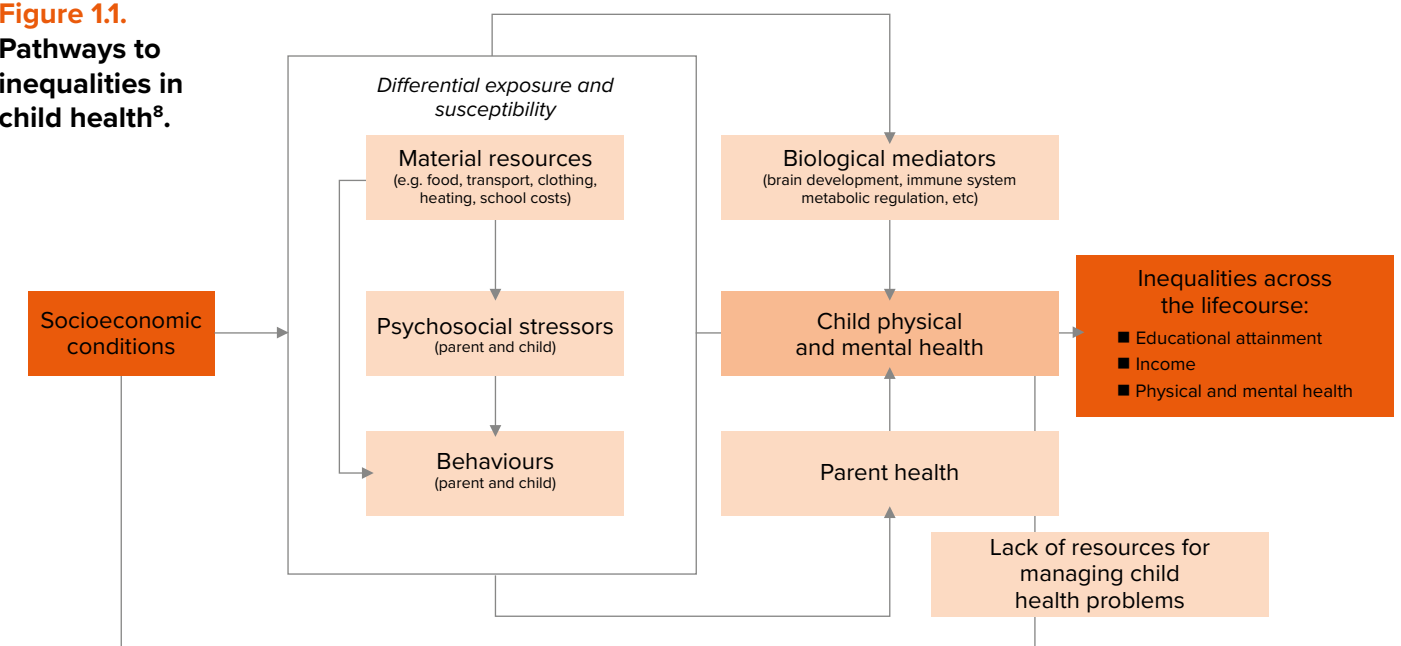 Figure 1.1.
Pathways to
inequalities in
child health⁸.
Differential exposure and
susceptibility
Material resources
(e.g. food, transport, clothing,
heating, school costs)
Biological mediators
(brain development, immune system
metabolic regulation, etc)
Socioeconomic
conditions
Psychosocial stressors
(parent and child)
Child physical
and mental health
Inequalities across
the lifecourse:
■ Educational attainment
■ Income
■ Physical and mental health
Behaviours
(parent and child)
Parent health
Lack of resources for
managing child
health problems